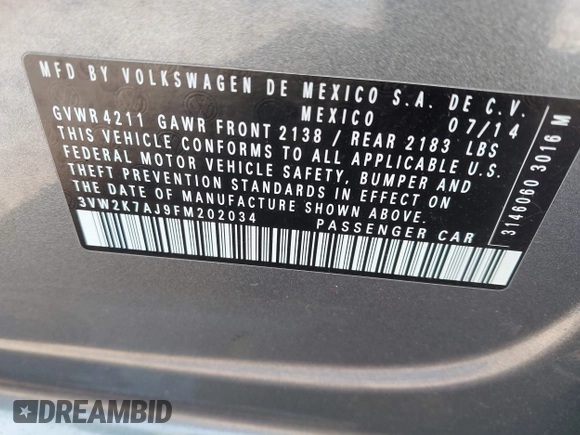 MFD BY VOLKSWAGEN DE MEXICO S.A. DE C.V.
MEXICO 07/14
GVWR 4211 GAWR FRONT 2138 / REAR 2183 LBS
THIS VEHICLE CONFORMS TO ALL APPLICABLE U.S.
FEDERAL MOTOR VEHICLE SAFETY, BUMPER AND
THEFT PREVENTION STANDARDS IN EFFECT ON
THE DATE OF MANUFACTURE SHOWN ABOVE.
3VW2K7AJ9FM202034 PASSENGER CAR
3146060 3016 M
DREAMBID